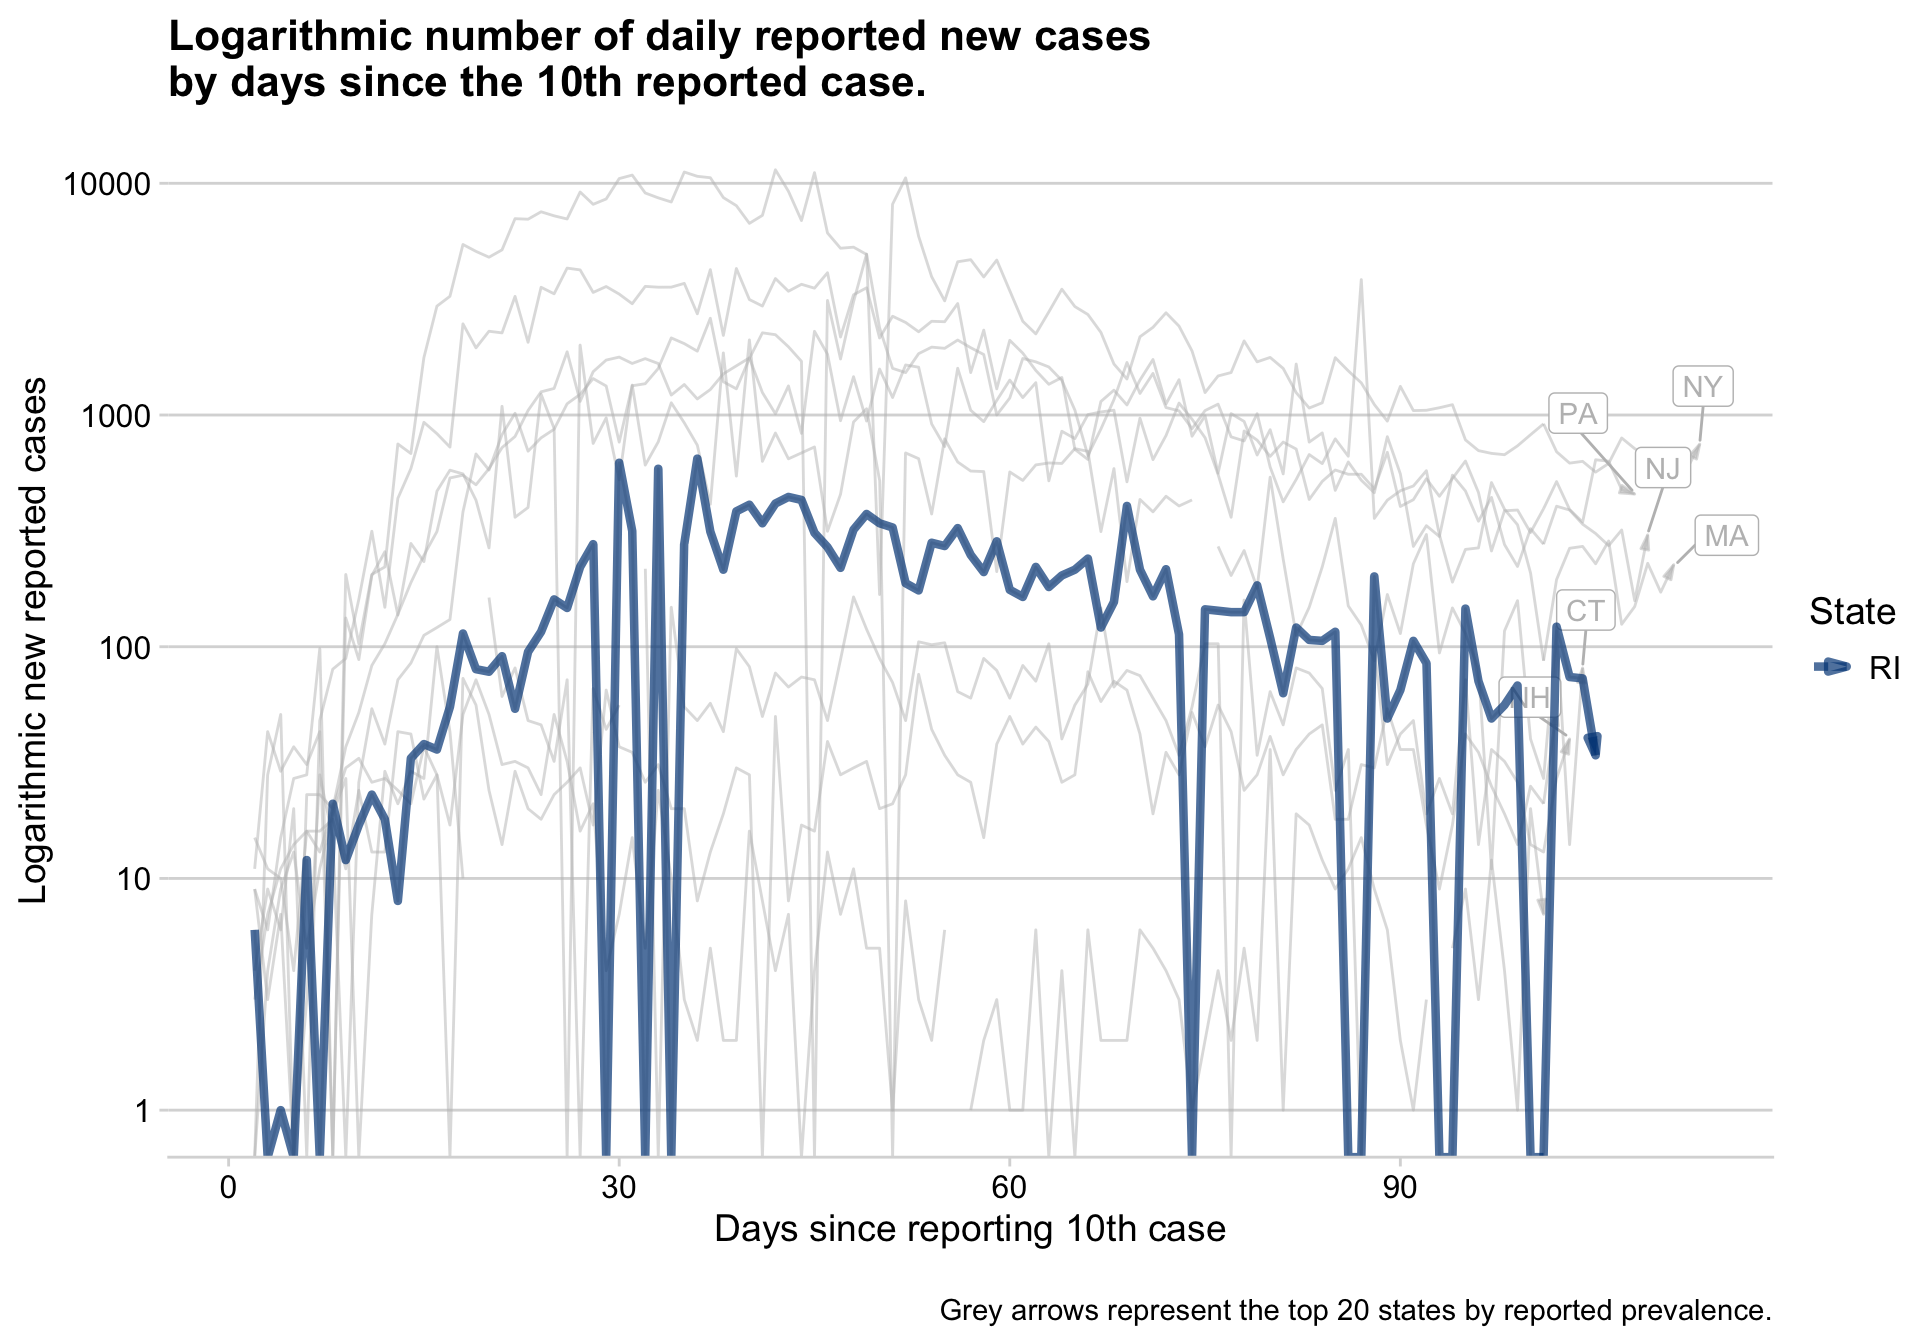 Logarithmic number of daily reported new cases
by days since the 10th reported case.
Logarithmic new reported cases
10000
1000
100
10
1
NY
PA
NJ
MA
CT
NH
State
RI
0
30
60
90
Days since reporting 10th case
Grey arrows represent the top 20 states by reported prevalence.